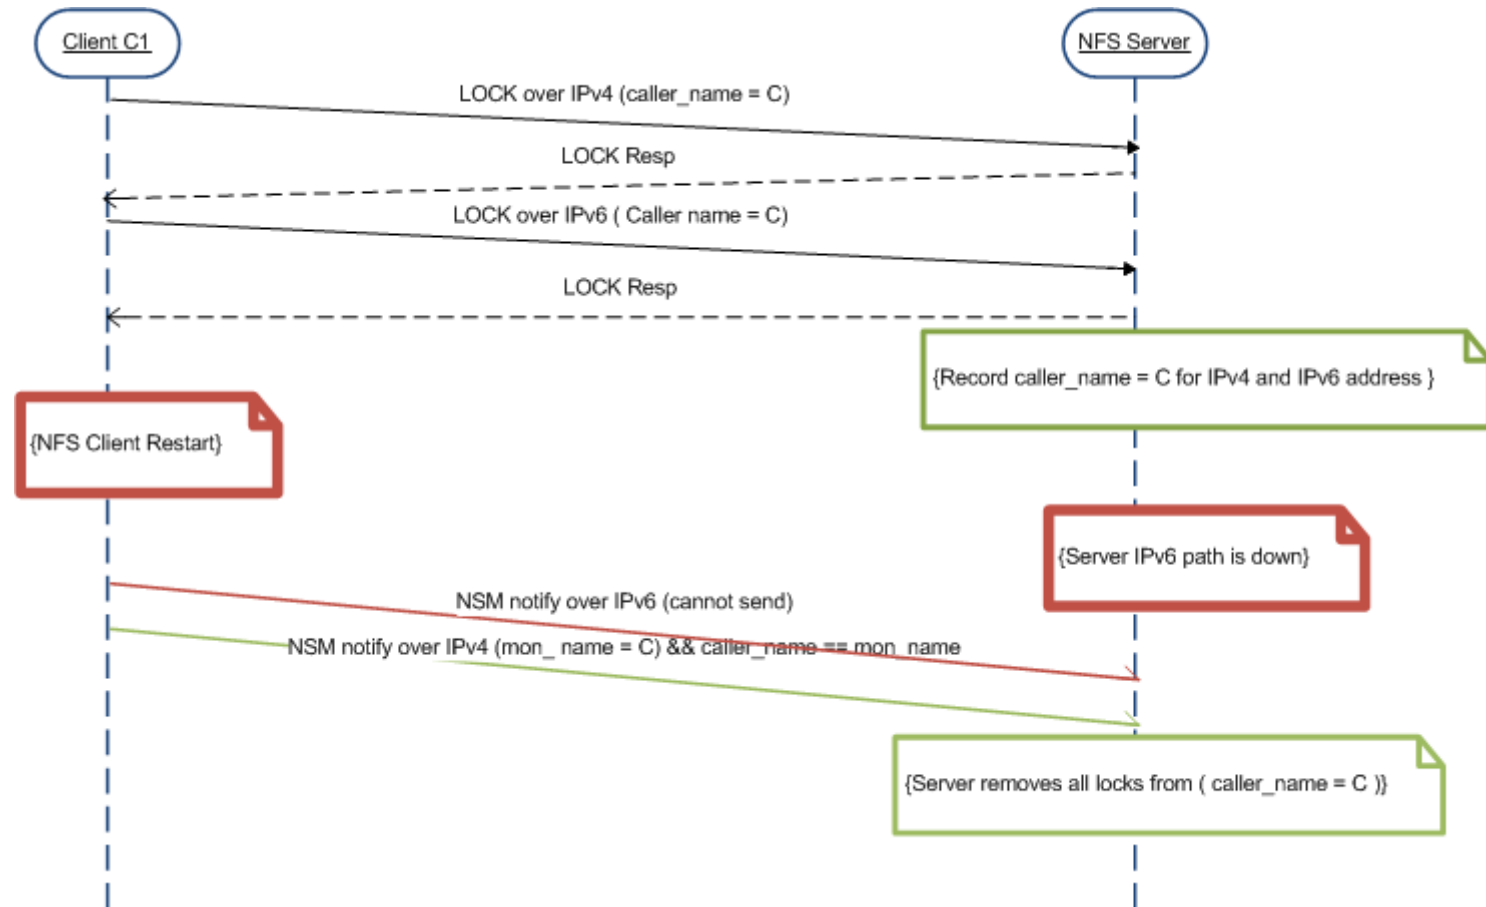 Client C1
NFS Server
LOCK over IPv4 (caller_name = C)
LOCK Resp
LOCK over IPv6 ( Caller name = C)
LOCK Resp
{Record caller_name = C for IPv4 and IPv6 address }
{NFS Client Restart}
{Server IPv6 path is down}
NSM notify over IPv6 (cannot send)
NSM notify over IPv4 (mon_ name = C) && caller_name == mon_name
{Server removes all locks from ( caller_name = C )}